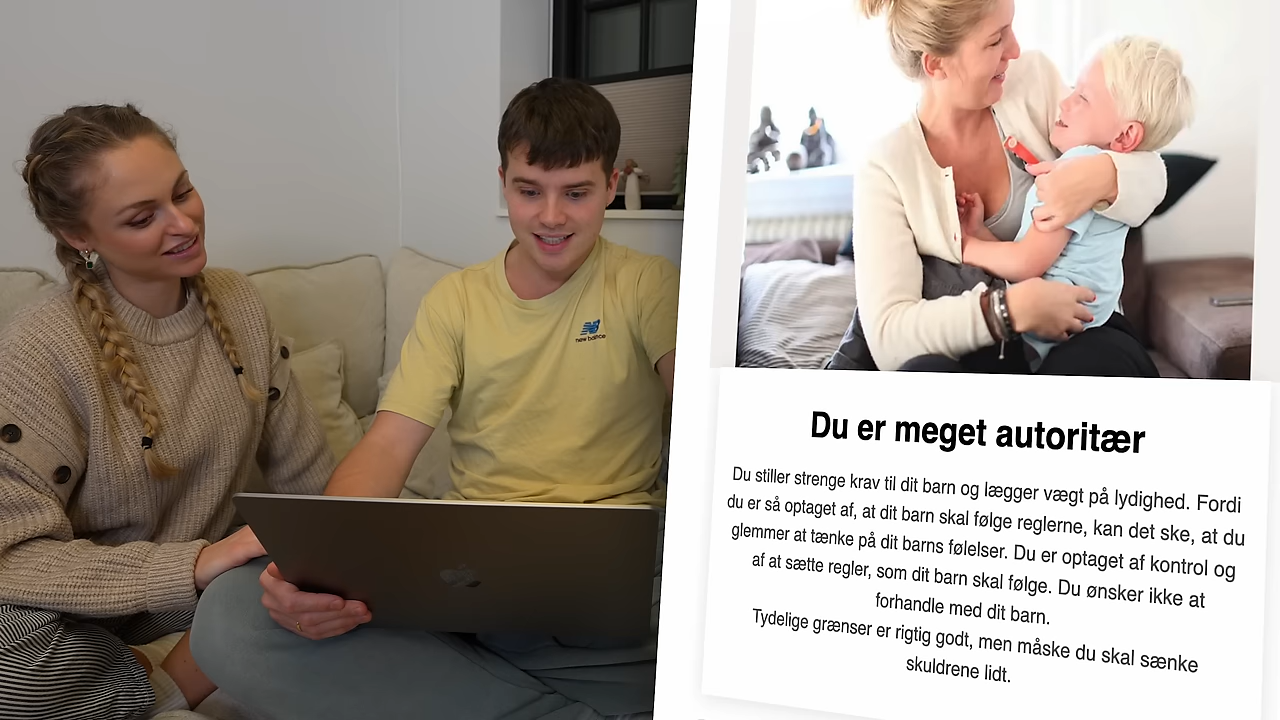 new balance
Du er meget autoritær
Du stiller strenge krav til dit barn og lægger vægt på lydighed. Fordi
du er så optaget af, at dit barn skal følge reglerne, kan det ske, at du
glemmer at tænke på dit barns følelser. Du er optaget af kontrol og
af at sætte regler, som dit barn skal følge. Du ønsker ikke at
forhandle med dit barn.
Tydelige grænser er rigtig godt, men måske du skal sænke
skuldrene lidt.